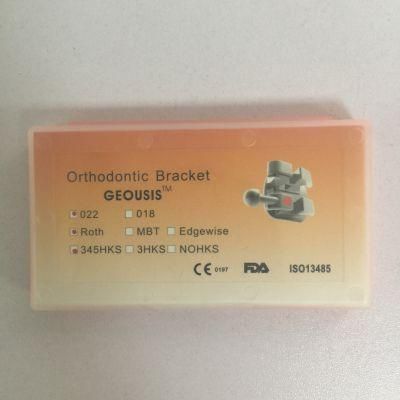 Orthodontic Bracket
GEOUSIS™
022 018
Roth MBT Edgewise
345HKS 3HKS NOHKS
CE 0197 FDA ISO13485